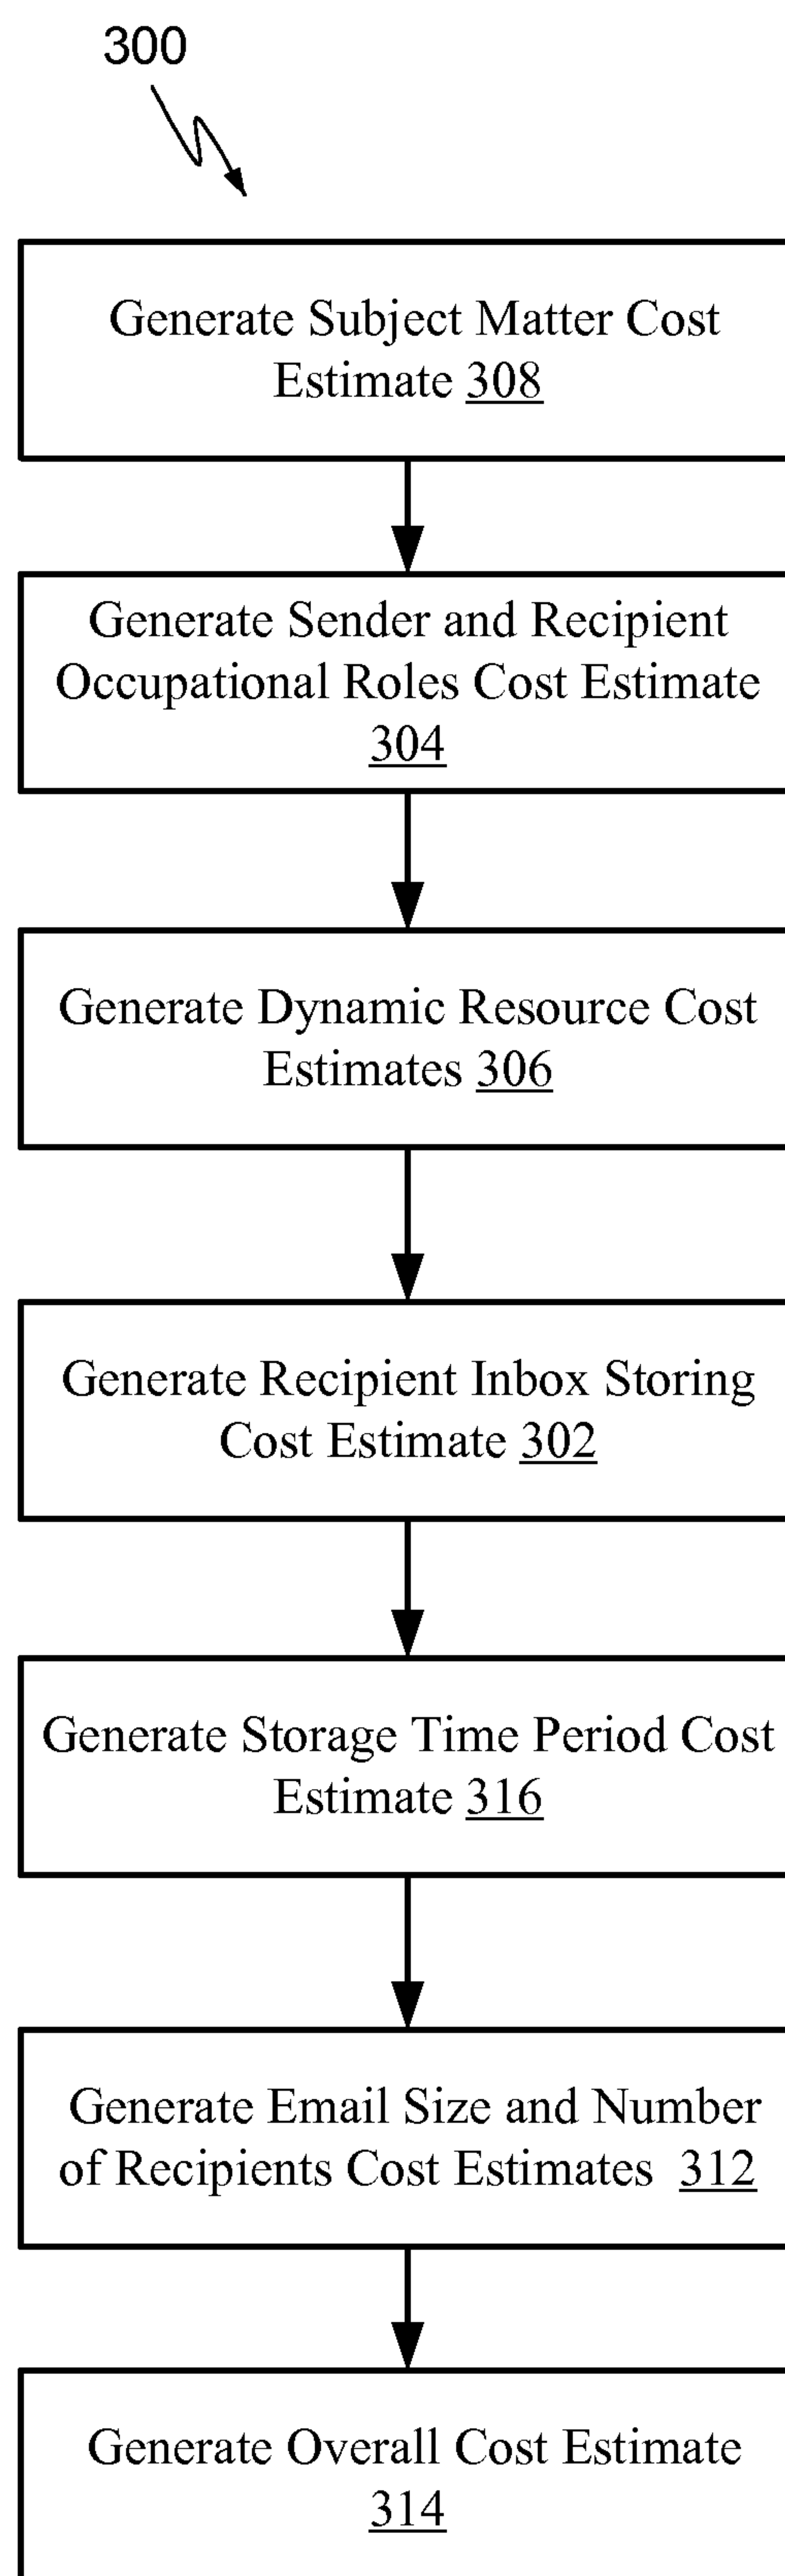 300
Generate Subject Matter Cost
Estimate 308
Generate Sender and Recipient
Occupational Roles Cost Estimate
304
Generate Dynamic Resource Cost
Estimates 306
Generate Recipient Inbox Storing
Cost Estimate 302
Generate Storage Time Period Cost
Estimate 316
Generate Email Size and Number
of Recipients Cost Estimates 312
Generate Overall Cost Estimate
314